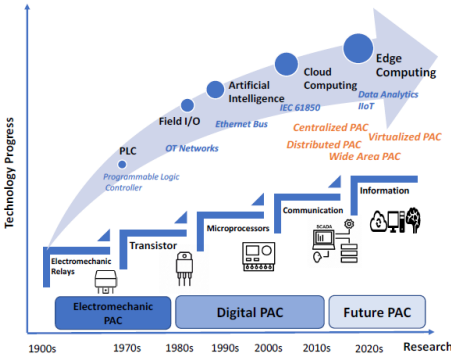 Technology Progress
Edge
Computing
Cloud
Computing
Artificial
Intelligence
Data Analytics
IIoT
IEC 61850
Field I/O
Ethernet Bus
Centralized PAC
Virtualized PAC
Distributed PAC
Wide Area PAC
OT Networks
PLC
Programmable Logic
Controller
Information
Communication
Microprocessors
SCADA
Transistor
Electromechanic
Relays
Electromechanic
PAC
Digital PAC
Future PAC
1900s
1970s
1980s
1990s
2000s
2010s
2020s
Research